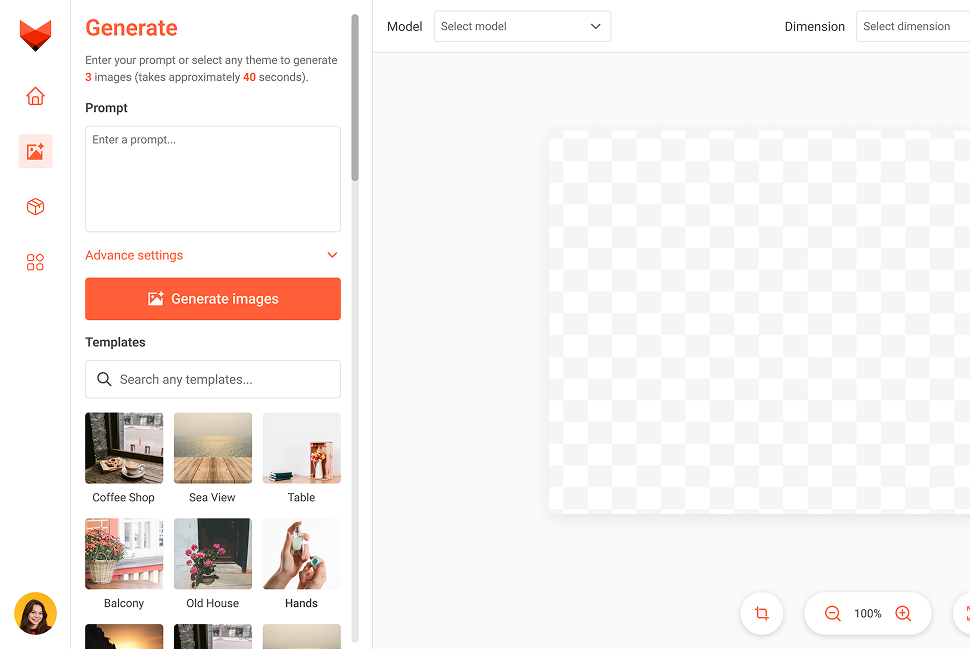 Generate
Enter your prompt or select any theme to generate
3 images (takes approximately 40 seconds).
Prompt
Enter a prompt...
Advance settings
Generate images
Templates
Search any templates...
Coffee Shop
Sea View
Table
Balcony
Old House
Hands
Model
Select model
Dimension
Select dimension
100%